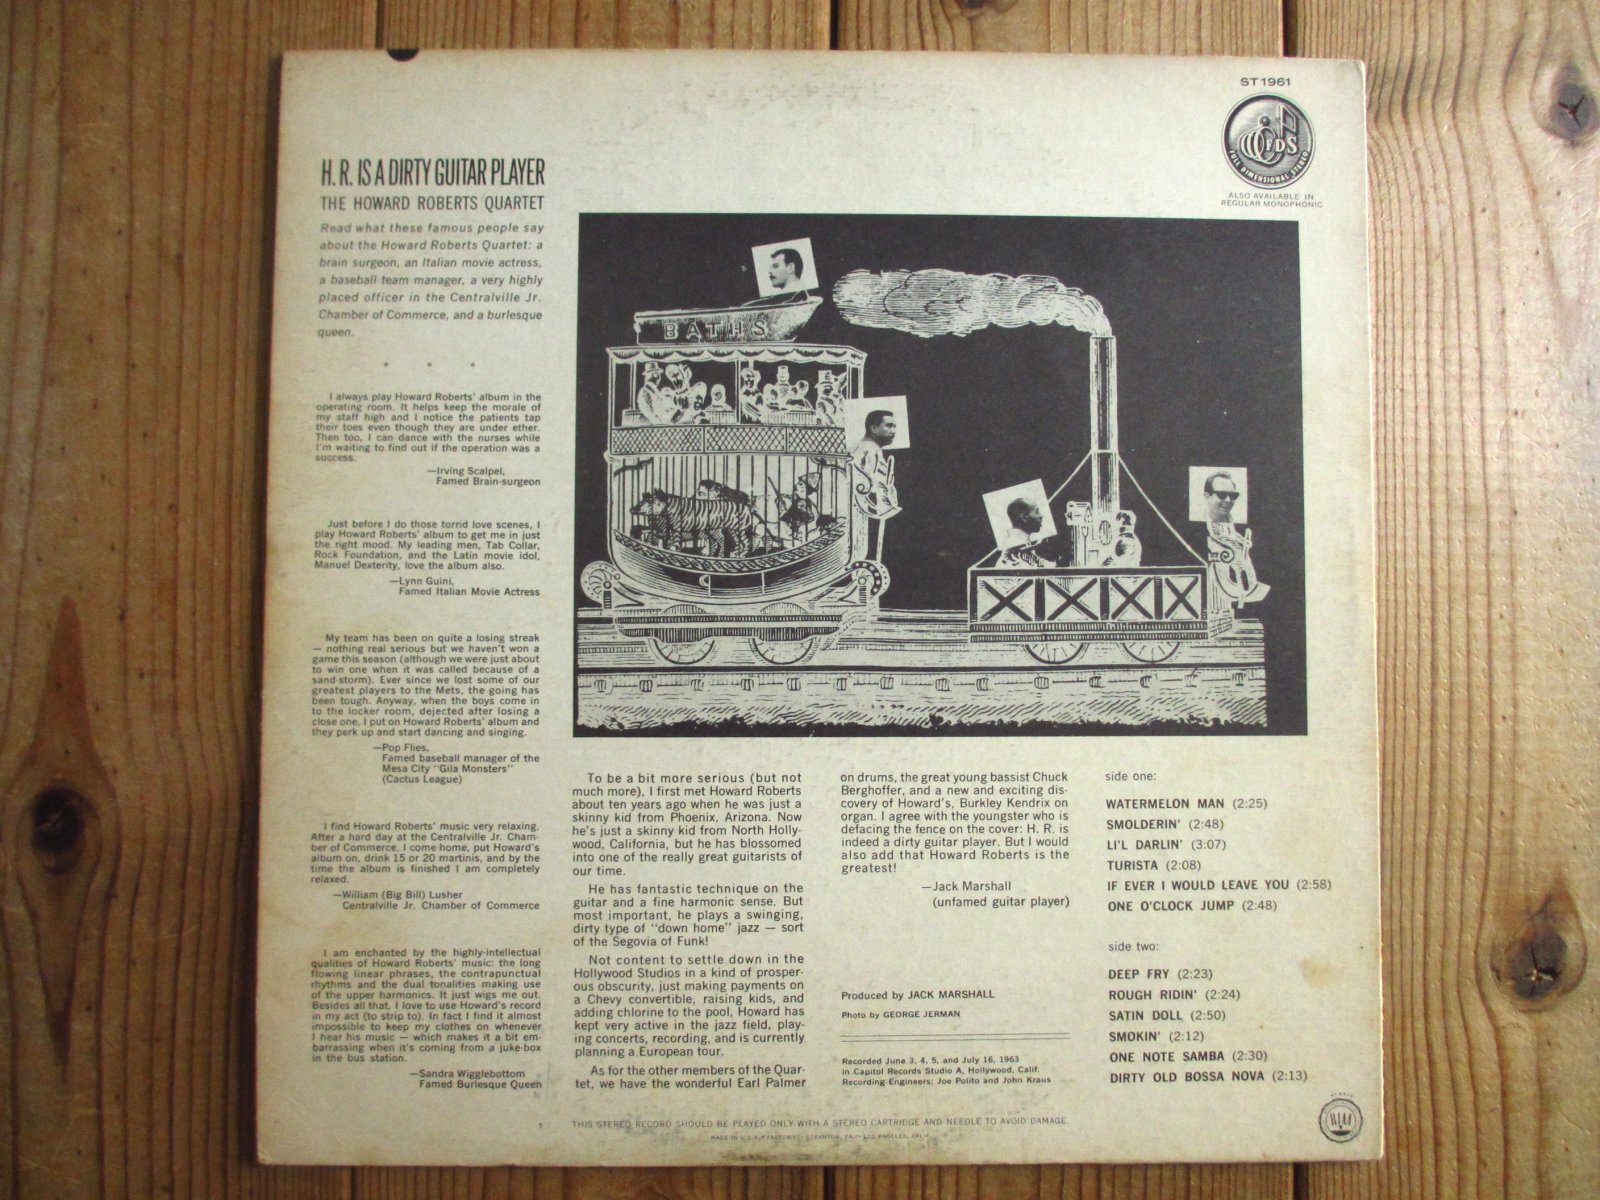 ST 1961
FDS
FULL DIMENSIONAL STEREO
ALSO AVAILABLE IN
REGULAR MONOPHONIC
H. R. IS A DIRTY GUITAR PLAYER
THE HOWARD ROBERTS QUARTET
Read what these famous people say
about the Howard Roberts Quartet: a
brain surgeon, an Italian movie actress,
a baseball team manager, a very highly
placed officer in the Centralville Jr.
Chamber of Commerce, and a burlesque
queen.
* * *
I always play Howard Roberts' album in the
operating room. It helps keep the morale of
my staff high and I notice the patients tap
their toes even though they are under ether.
Then too, I can dance with the nurses while
I'm waiting to find out if the operation was a
success.
—Irving Scalpel,
Famed Brain-surgeon
Just before I do those torrid love scenes, I
play Howard Roberts' album to get me in just
the right mood. My leading men, Tab Collar,
Rock Foundation, and the Latin movie idol,
Manuel Dexterity, love the album also.
—Lynn Guini,
Famed Italian Movie Actress
My team has been on quite a losing streak
— nothing real serious but we haven't won a
game this season (although we were just about
to win one when it was called because of a
sand-storm). Ever since we lost some of our
greatest players to the Mets, the going has
been tough. Anyway, when the boys come in
to the locker room, dejected after losing a
close one, I put on Howard Roberts' album and
they perk up and start dancing and singing.
—Pop Flies,
Famed baseball manager of the
Mesa City "Gila Monsters"
(Cactus League)
I find Howard Roberts' music very relaxing.
After a hard day at the Centralville Jr. Cham-
ber of Commerce, I come home, put Howard's
album on, drink 15 or 20 martinis, and by the
time the album is finished I am completely
relaxed.
—William (Big Bill) Lusher
Centralville Jr. Chamber of Commerce
I am enchanted by the highly-intellectual
qualities of Howard Roberts' music: the long
flowing linear phrases, the contrapunctual
rhythms and the dual tonalities making use
of the upper harmonics. It just wigs me out.
Besides all that, I love to use Howard's record
in my act (to strip to). In fact I find it almost
impossible to keep my clothes on whenever
I hear his music — which makes it a bit em-
barrassing when it's coming from a juke-box
in the bus station.
—Sandra Wigglebottom
Famed Burlesque Queen
BATHS
To be a bit more serious (but not
much more), I first met Howard Roberts
about ten years ago when he was just a
skinny kid from Phoenix, Arizona. Now
he's just a skinny kid from North Holly-
wood, California, but he has blossomed
into one of the really great guitarists of
our time.
He has fantastic technique on the
guitar and a fine harmonic sense. But
most important, he plays a swinging,
dirty type of "down home" jazz — sort
of the Segovia of Funk!
Not content to settle down in the
Hollywood Studios in a kind of prosper-
ous obscurity, just making payments on
a Chevy convertible, raising kids, and
adding chlorine to the pool, Howard has
kept very active in the jazz field, play-
ing concerts, recording, and is currently
planning a European tour.
As for the other members of the Quar-
tet, we have the wonderful Earl Palmer
on drums, the great young bassist Chuck
Berghoffer, and a new and exciting dis-
covery of Howard's, Burkley Kendrix on
organ. I agree with the youngster who is
defacing the fence on the cover: H. R. is
indeed a dirty guitar player. But I would
also add that Howard Roberts is the
greatest!
—Jack Marshall
(unfamed guitar player)
Produced by JACK MARSHALL
Photo by GEORGE JERMAN
Recorded June 3, 4, 5, and July 16, 1963
in Capitol Records Studio A, Hollywood, Calif.
Recording Engineers: Joe Polito and John Kraus
side one:
WATERMELON MAN (2:25)
SMOLDERIN' (2:48)
LI'L DARLIN' (3:07)
TURISTA (2:08)
IF EVER I WOULD LEAVE YOU (2:58)
ONE O'CLOCK JUMP (2:48)
side two:
DEEP FRY (2:23)
ROUGH RIDIN' (2:24)
SATIN DOLL (2:50)
SMOKIN' (2:12)
ONE NOTE SAMBA (2:30)
DIRTY OLD BOSSA NOVA (2:13)
THIS STEREO RECORD SHOULD BE PLAYED ONLY WITH A STEREO CARTRIDGE AND NEEDLE TO AVOID DAMAGE.
MADE IN U.S.A. • FACTORIES: SCRANTON, PA.—LOS ANGELES, CALIF.
RIAA